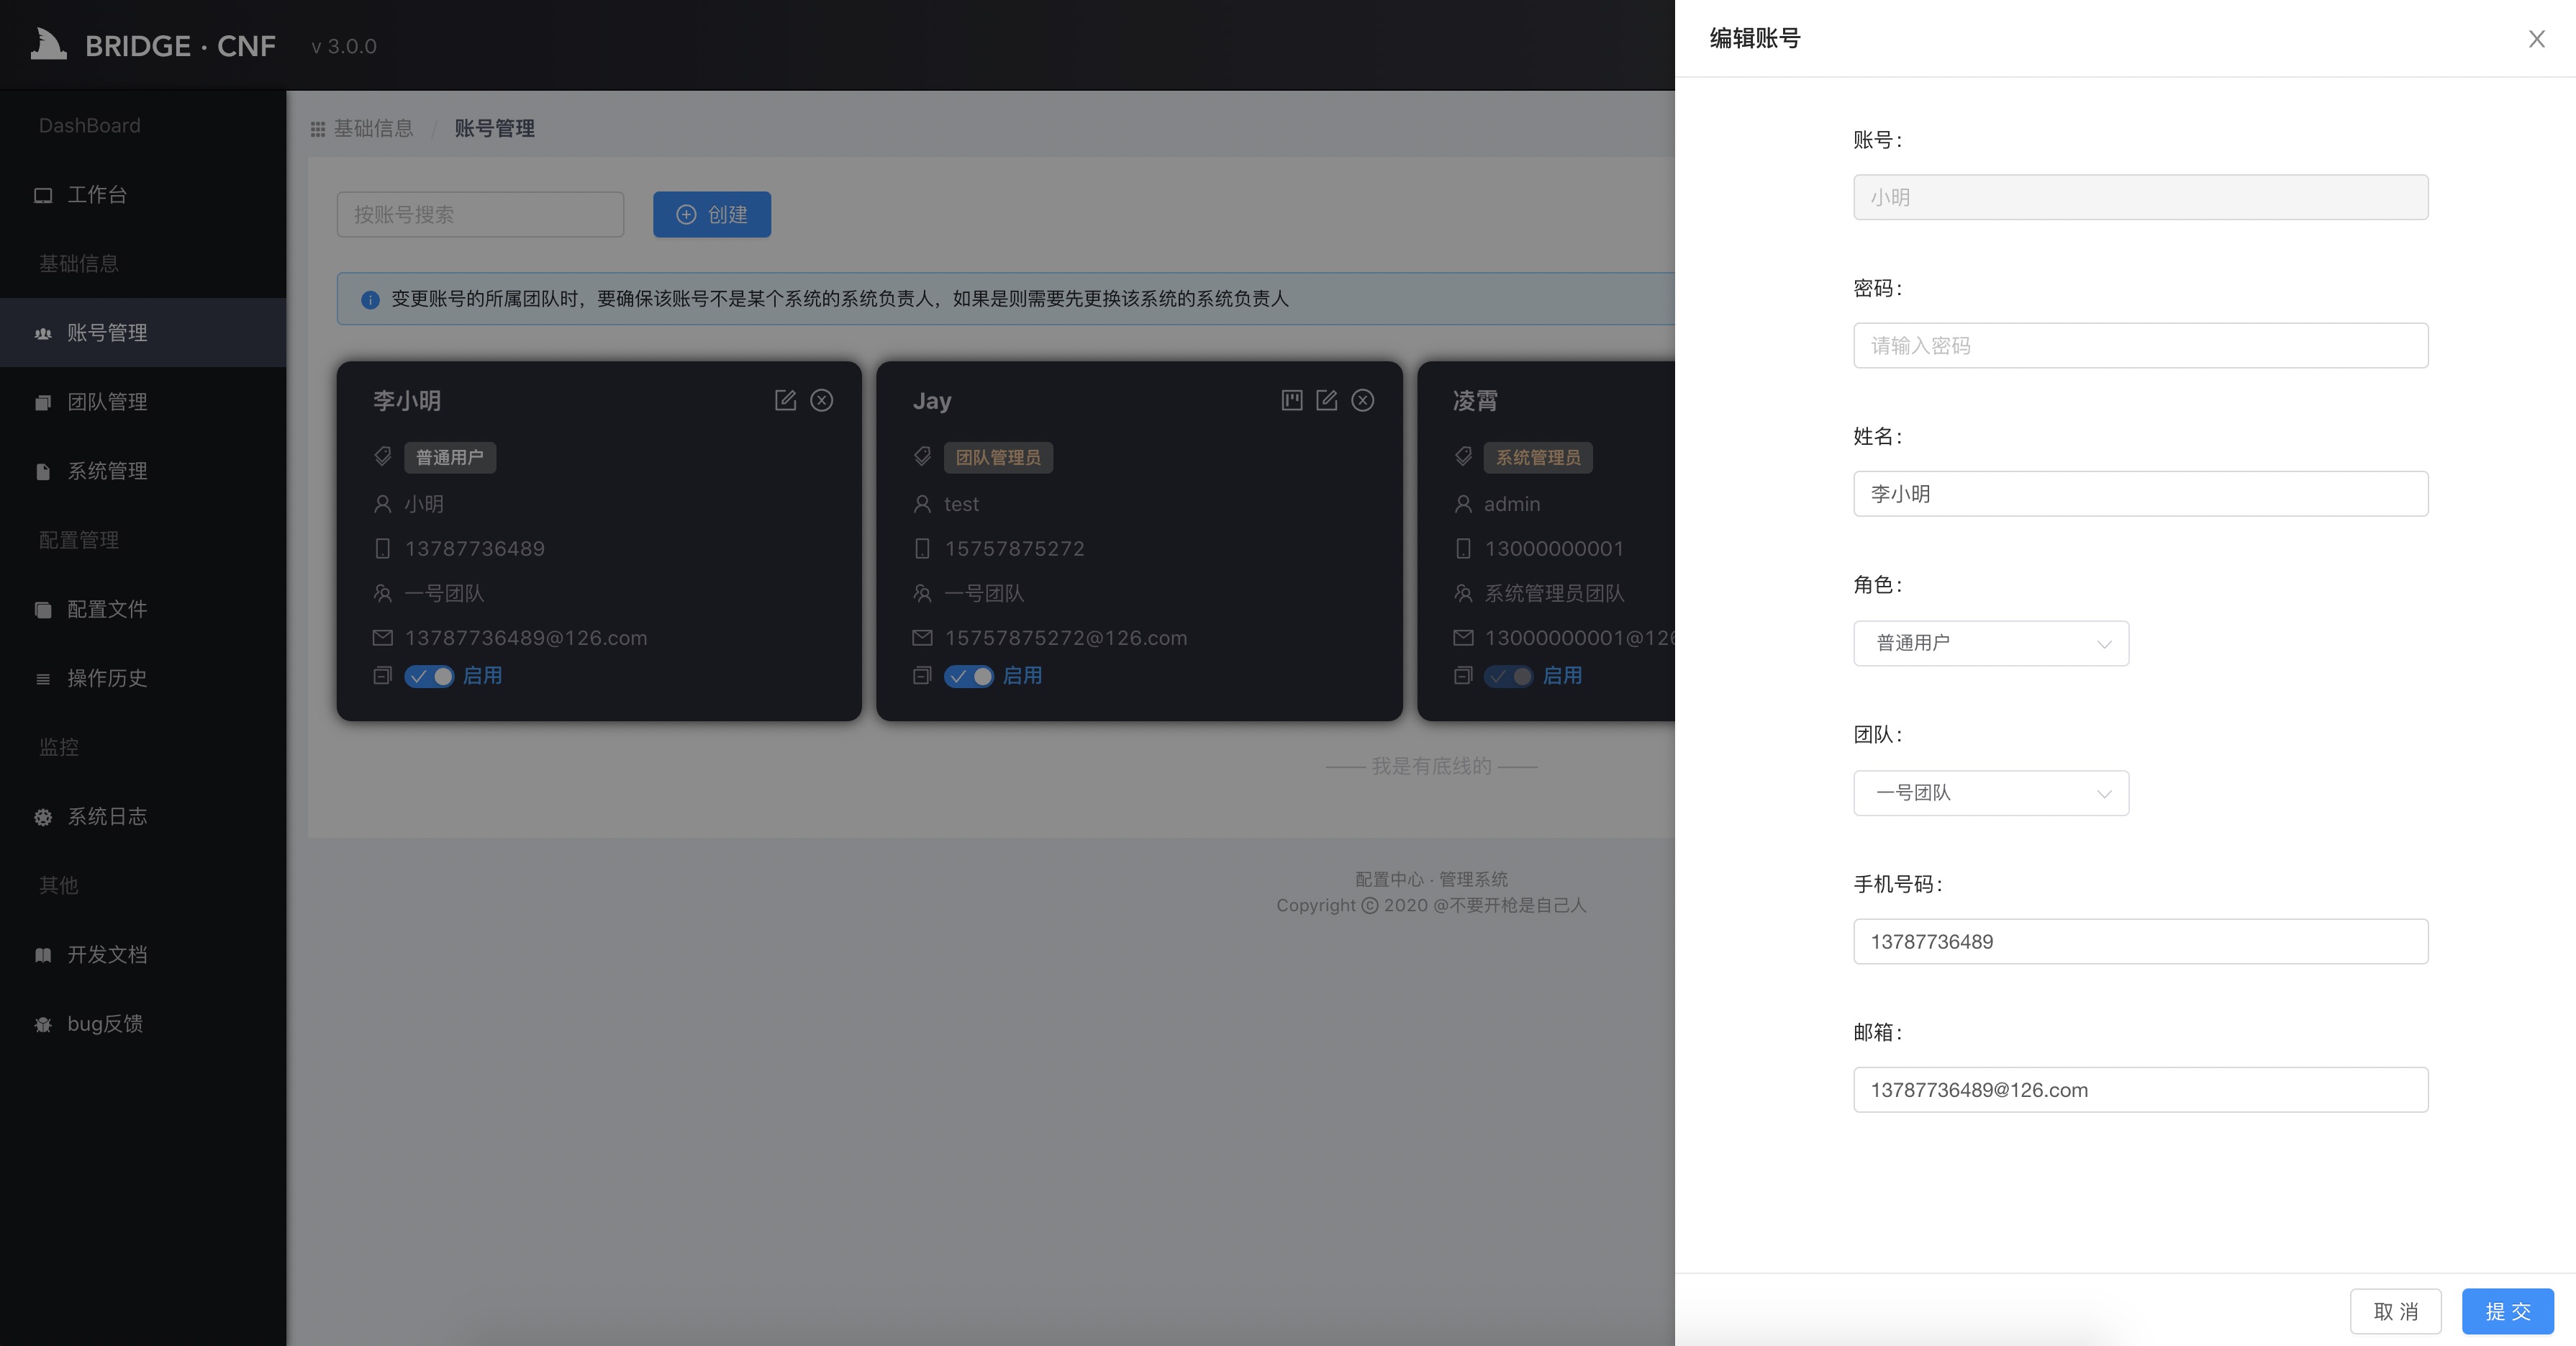 BRIDGE · CNF v 3.0.0
DashBoard
工作台
基础信息
账号管理
团队管理
系统管理
配置管理
配置文件
操作历史
监控
系统日志
其他
开发文档
bug反馈
基础信息 / 账号管理
按账号搜索
创建
变更账号的所属团队时，要确保该账号不是某个系统的系统负责人，如果是则需要先更换该系统的系统负责人
李小明
普通用户
小明
13787736489
一号团队
13787736489@126.com
启用
Jay
团队管理员
test
15757875272
一号团队
15757875272@126.com
启用
凌霄
系统管理员
admin
13000000001
系统管理员团队
13000000001@126
启用
我是有底线的
配置中心 · 管理系统
Copyright © 2020 @不要开枪是自己人
编辑账号
账号:
小明
密码:
请输入密码
姓名:
李小明
角色:
普通用户
团队:
一号团队
手机号码:
13787736489
邮箱:
13787736489@126.com
取 消
提 交